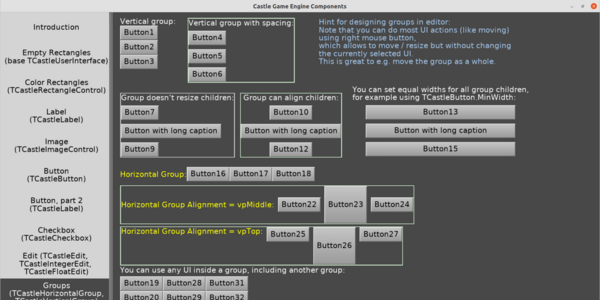 Castle Game Engine Components
Introduction
Empty Rectangles
(base TCastleUserInterface)
Color Rectangles
(TCastleRectangleControl)
Label
(TCastleLabel)
Image
(TCastleImageControl)
Button
(TCastleButton)
Button, part 2
(TCastleLabel)
Checkbox
(TCastleCheckbox)
Edit (TCastleEdit,
TCastleIntegerEdit,
TCastleFloatEdit)
Groups
(TCastleHorizontalGroup,
Vertical group:
Button1
Button2
Button3
Vertical group with spacing:
Button4
Button5
Button6
Hint for designing groups in editor:
Note that you can do most UI actions (like moving)
using right mouse button,
which allows to move / resize but without changing
the currently selected UI.
This is great to e.g. move the group as a whole.
Group doesn't resize children:
Button7
Button with long caption
Button9
Group can align children:
Button10
Button with long caption
Button12
You can set equal widths for all group children,
for example using TCastleButton.MinWidth:
Button13
Button with long caption
Button15
Horizontal Group: Button16 Button17 Button18
Horizontal Group Alignment = vpMiddle: Button22 Button23 Button24
Horizontal Group Alignment = vpTop: Button25 Button26 Button27
You can use any UI inside a group, including another group:
Button19 Button28 Button31
Button20 Button29 Button32